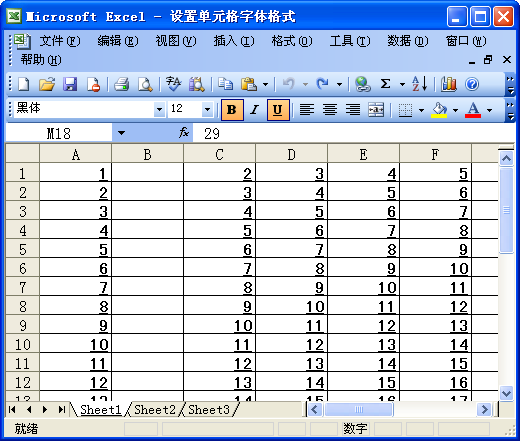 Microsoft Excel - 设置单元格字体格式
文件(F) 编辑(E) 视图(V) 插入(I) 格式(O) 工具(T) 数据(D) 窗口(W)
帮助(H)
黑体 12 B I U
M18 fx 29
A B C D E F
1 1 2 3 4 5
2 2 3 4 5 6
3 3 4 5 6 7
4 4 5 6 7 8
5 5 6 7 8 9
6 6 7 8 9 10
7 7 8 9 10 11
8 8 9 10 11 12
9 9 10 11 12 13
10 10 11 12 13 14
11 11 12 13 14 15
12 12 13 14 15 16
13 13 14 15 16 17
Sheet1 Sheet2 Sheet3
就绪 数字